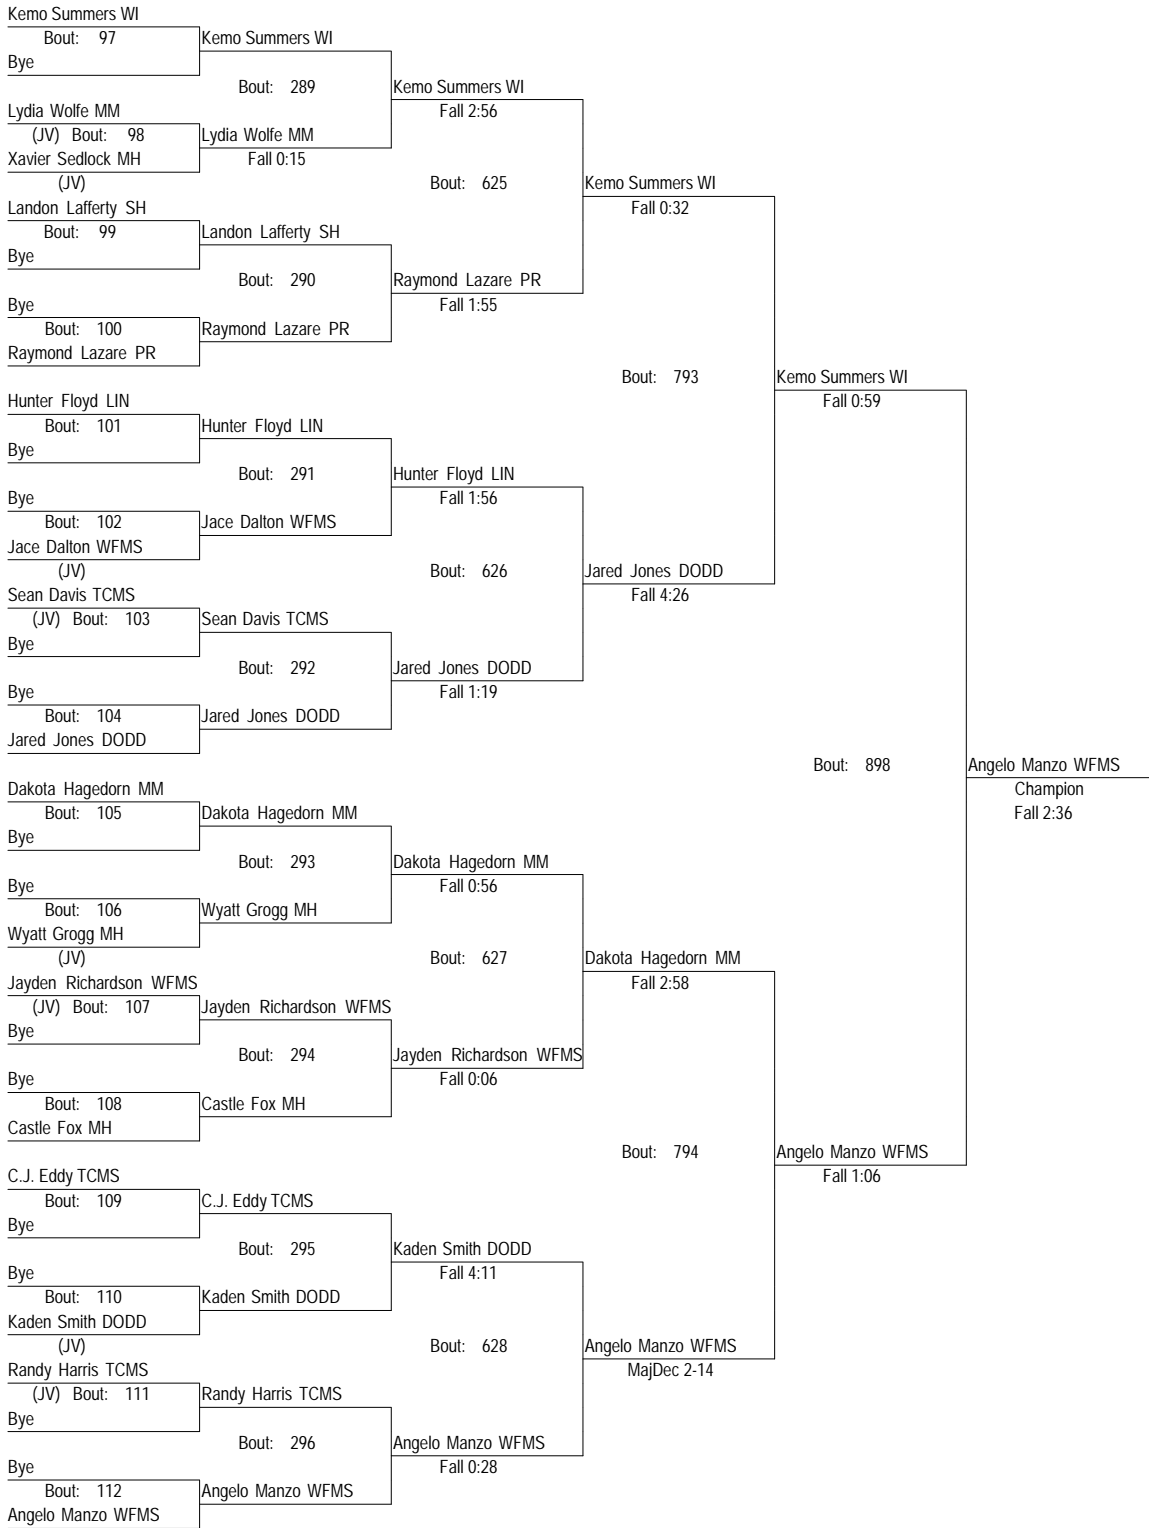 Kemo Summers WI
Bout: 97
Kemo Summers WI
Bye
Bout: 289
Kemo Summers WI
Lydia Wolfe MM
Fall 2:56
(JV) Bout: 98
Lydia Wolfe MM
Xavier Sedlock MH
Fall 0:15
(JV)
Bout: 625
Kemo Summers WI
Landon Lafferty SH
Fall 0:32
Bout: 99
Landon Lafferty SH
Bye
Bout: 290
Raymond Lazare PR
Bye
Fall 1:55
Bout: 100
Raymond Lazare PR
Raymond Lazare PR
Bout: 793
Kemo Summers WI
Hunter Floyd LIN
Fall 0:59
Bout: 101
Hunter Floyd LIN
Bye
Bout: 291
Hunter Floyd LIN
Bye
Fall 1:56
Bout: 102
Jace Dalton WFMS
Jace Dalton WFMS
(JV)
Bout: 626
Jared Jones DODD
Sean Davis TCMS
Fall 4:26
(JV) Bout: 103
Sean Davis TCMS
Bye
Bout: 292
Jared Jones DODD
Bye
Fall 1:19
Bout: 104
Jared Jones DODD
Jared Jones DODD
Bout: 898
Angelo Manzo WFMS
Dakota Hagedorn MM
Champion
Bout: 105
Dakota Hagedorn MM
Fall 2:36
Bye
Bout: 293
Dakota Hagedorn MM
Bye
Fall 0:56
Bout: 106
Wyatt Grogg MH
Wyatt Grogg MH
(JV)
Bout: 627
Dakota Hagedorn MM
Jayden Richardson WFMS
Fall 2:58
(JV) Bout: 107
Jayden Richardson WFMS
Bye
Bout: 294
Jayden Richardson WFMS
Bye
Fall 0:06
Bout: 108
Castle Fox MH
Castle Fox MH
Bout: 794
Angelo Manzo WFMS
C.J. Eddy TCMS
Fall 1:06
Bout: 109
C.J. Eddy TCMS
Bye
Bout: 295
Kaden Smith DODD
Bye
Fall 4:11
Bout: 110
Kaden Smith DODD
Kaden Smith DODD
(JV)
Bout: 628
Angelo Manzo WFMS
Randy Harris TCMS
MajDec 2-14
(JV) Bout: 111
Randy Harris TCMS
Bye
Bout: 296
Angelo Manzo WFMS
Bye
Fall 0:28
Bout: 112
Angelo Manzo WFMS
Angelo Manzo WFMS